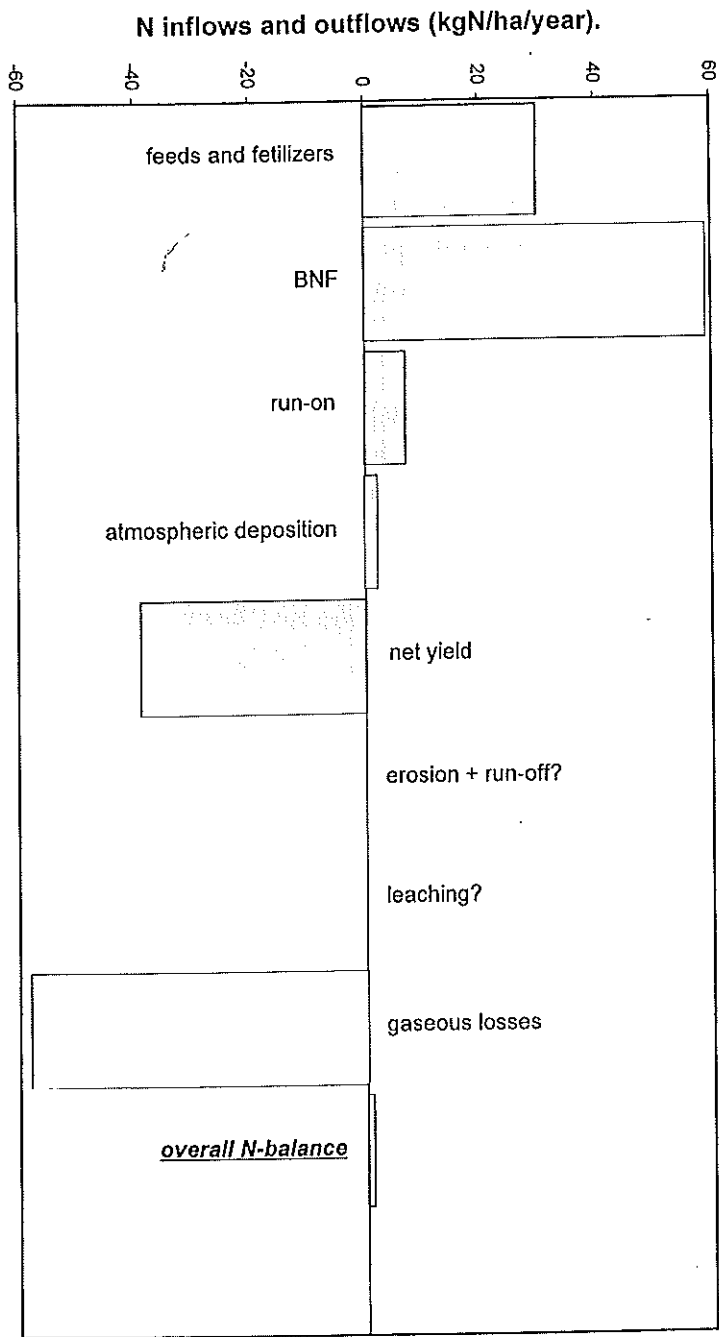 N inflows and outflows (kgN/ha/year).
-60
-40
-20
0
20
40
60
feeds and fetilizers
BNF
run-on
atmospheric deposition
net yield
erosion + run-off?
leaching?
gaseous losses
overall N-balance